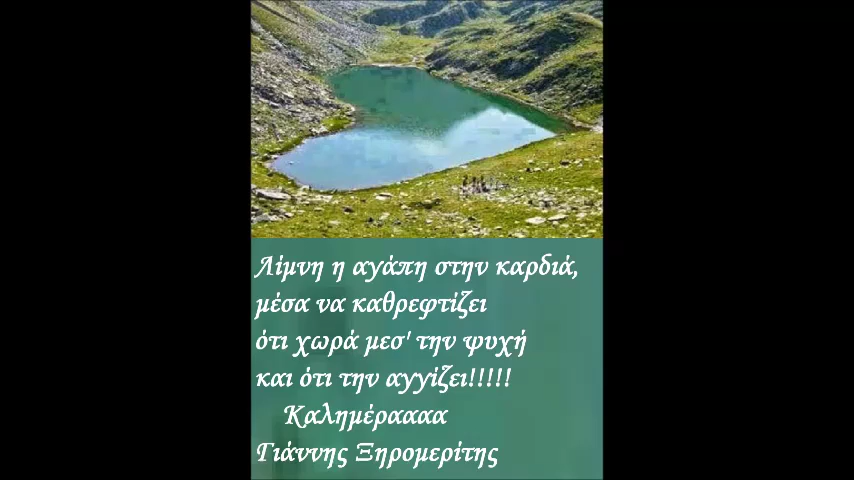 Λίμνη η αγάπη στην καρδιά,
μέσα να καθρεφτίζει
ότι χωρά μεσ' την ψυχή
και ότι την αγγίζει!!!!!
Καλημέραααα
Γιάννης Ξηρομερίτης